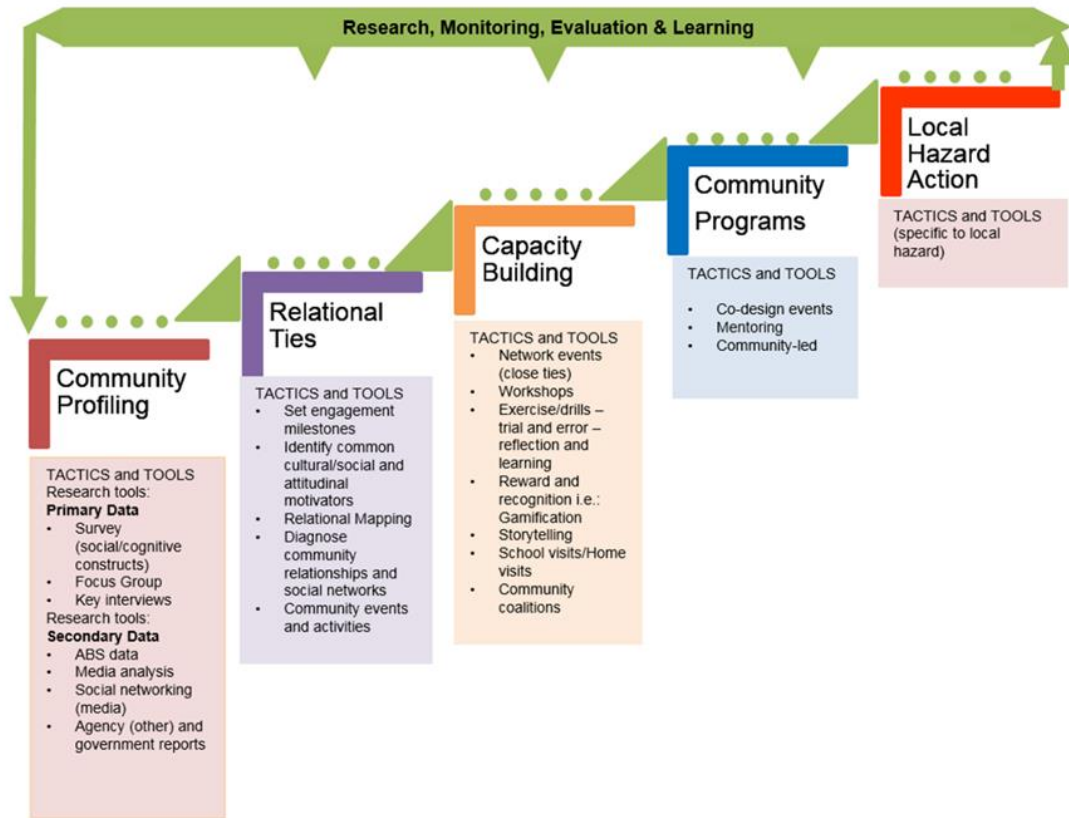 Research, Monitoring, Evaluation & Learning
Community
Profiling
TACTICS and TOOLS
Research tools:
Primary Data
• Survey
(social/cognitive
constructs)
• Focus Group
• Key interviews
Research tools:
Secondary Data
• ABS data
• Media analysis
• Social networking
(media)
• Agency (other) and
government reports
Relational
Ties
TACTICS and TOOLS
• Set engagement
milestones
• Identify common
cultural/social and
attitudinal
motivators
• Relational Mapping
• Diagnose
community
relationships and
social networks
• Community events
and activities
Capacity
Building
TACTICS and TOOLS
• Network events
(close ties)
• Workshops
• Exercise/drills –
trial and error –
reflection and
learning
• Reward and
recognition i.e.:
Gamification
• Storytelling
• School visits/Home
visits
• Community
coalitions
Community
Programs
TACTICS and TOOLS
• Co-design events
• Mentoring
• Community-led
Local
Hazard
Action
TACTICS and TOOLS
(specific to local
hazard)